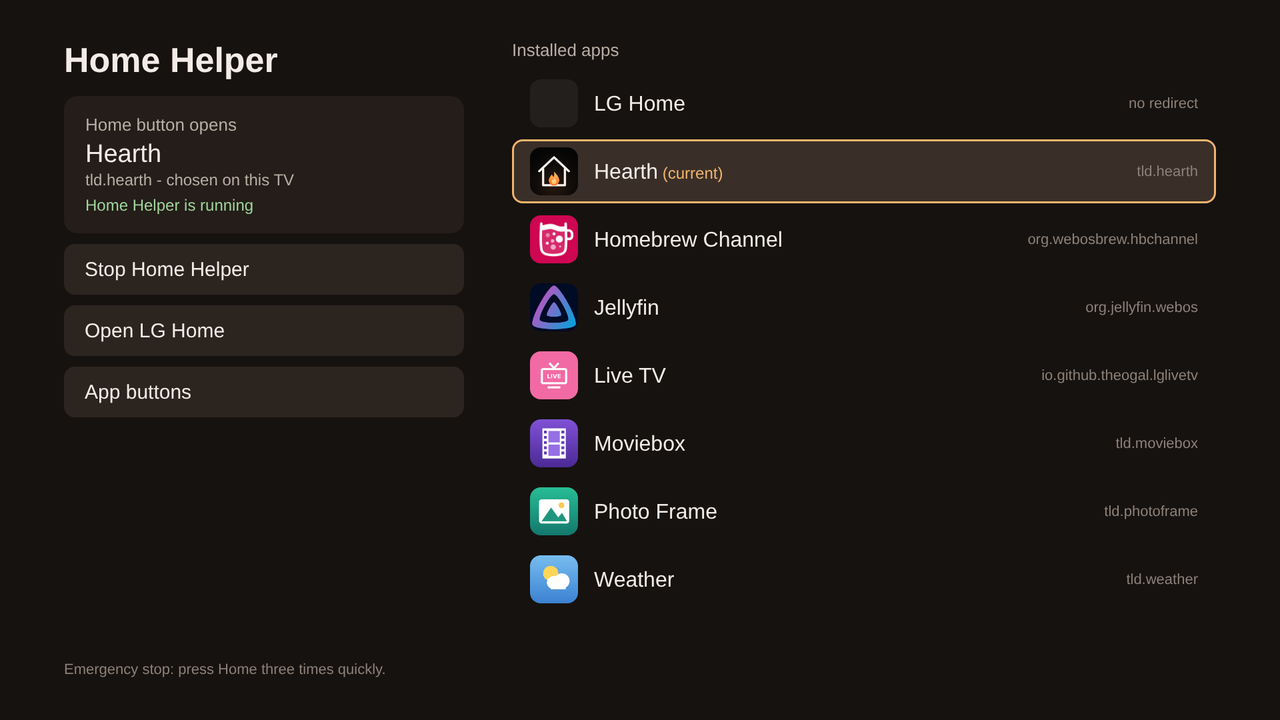 Home Helper
Home button opens
Hearth
tld.hearth - chosen on this TV
Home Helper is running
Stop Home Helper
Open LG Home
App buttons
Emergency stop: press Home three times quickly.
Installed apps
LG Home no redirect
Hearth (current) tld.hearth
Homebrew Channel org.webosbrew.hbchannel
Jellyfin org.jellyfin.webos
LIVE
Live TV io.github.theogal.lglivetv
Moviebox tld.moviebox
Photo Frame tld.photoframe
Weather tld.weather